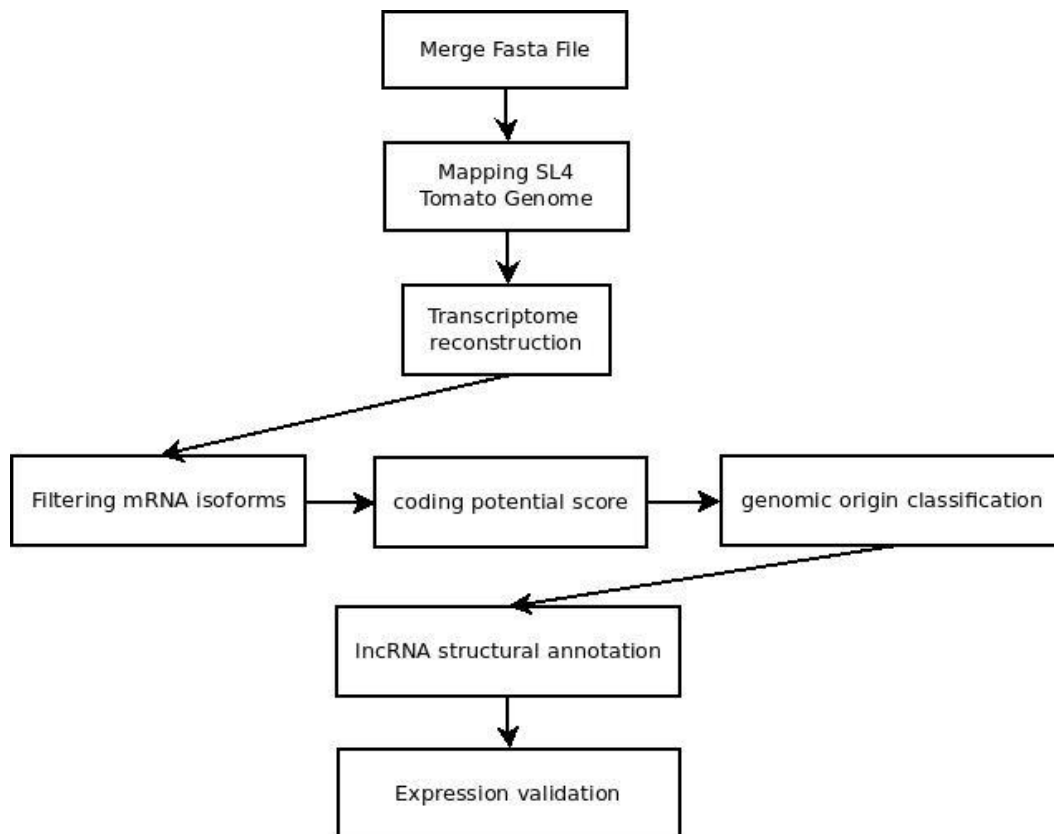 Merge Fasta File
Mapping SL4
Tomato Genome
Transcriptome
reconstruction
Filtering mRNA isoforms
coding potential score
genomic origin classification
lncRNA structural annotation
Expression validation